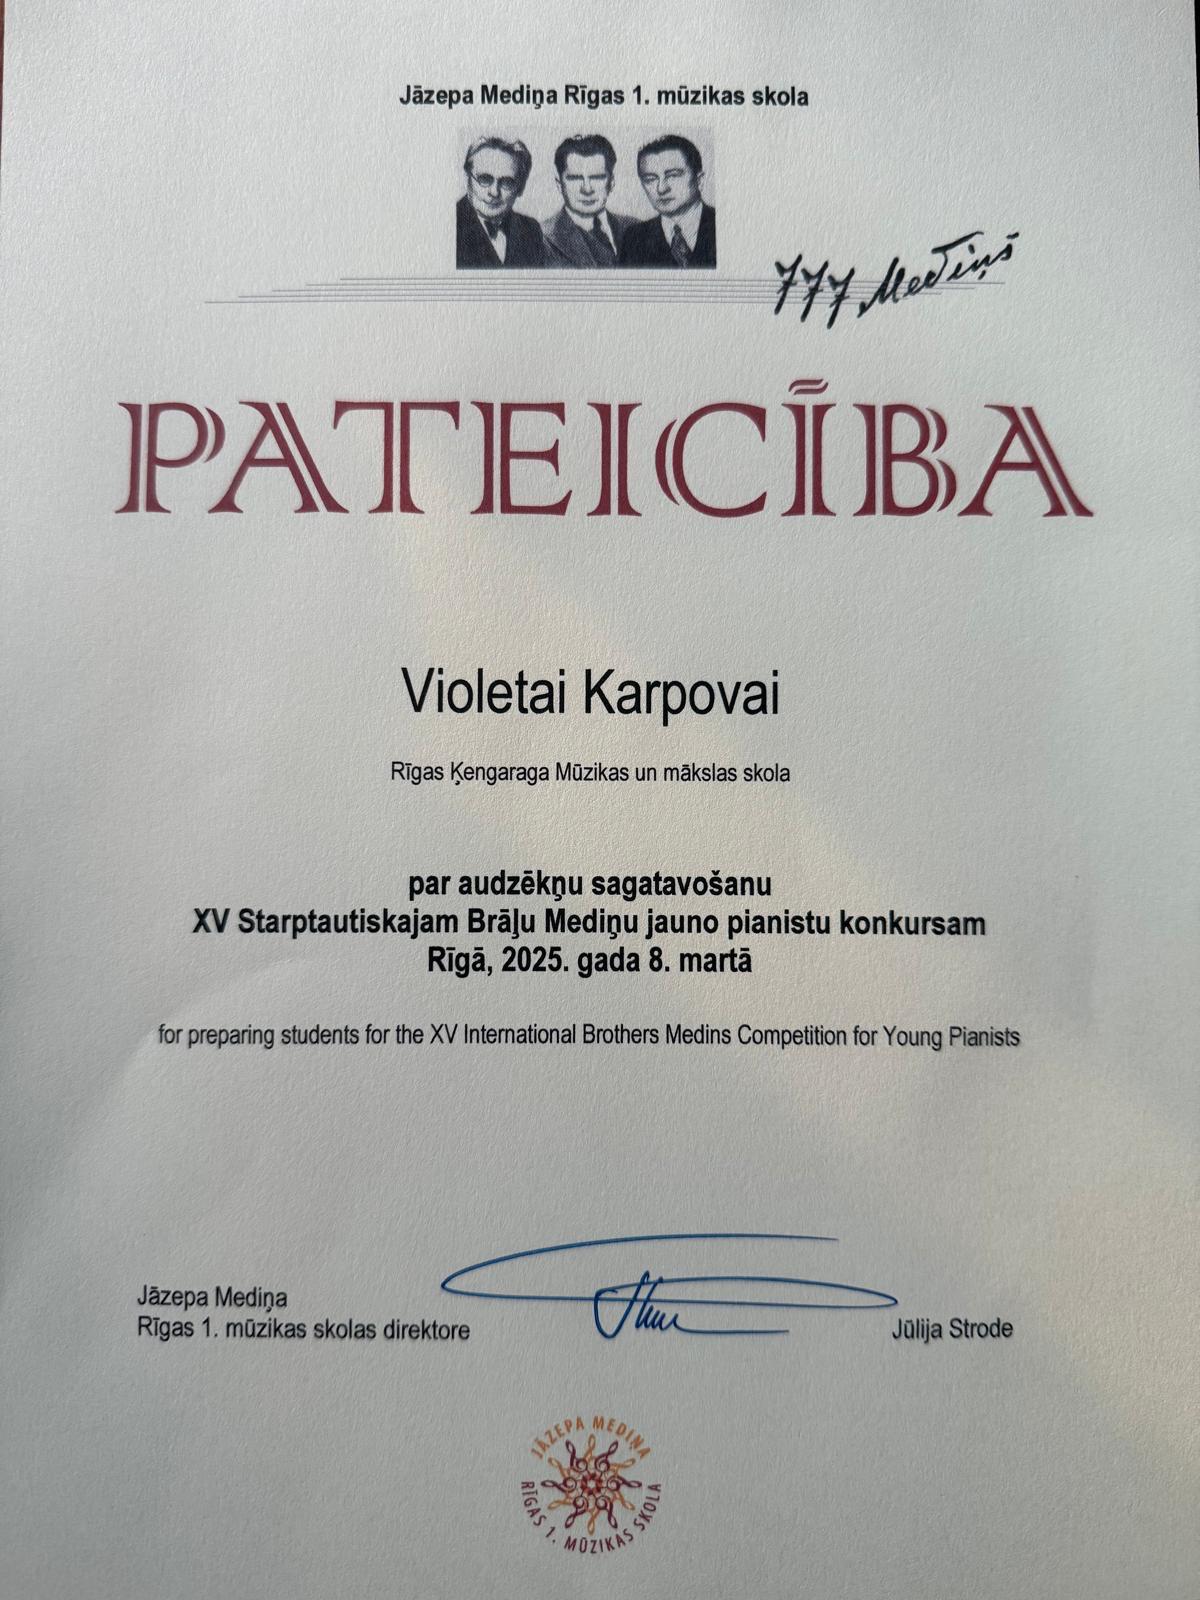 Jāzepa Mediņa Rīgas 1. mūzikas skola
777 Mediņš
PATEICĪBA
Violetai Karpovai
Rīgas Ķengaraga Mūzikas un mākslas skola
par audzēkņu sagatavošanu
XV Starptautiskajam Brāļu Mediņu jauno pianistu konkursam
Rīgā, 2025. gada 8. martā
for preparing students for the XV International Brothers Medins Competition for Young Pianists
Jāzepa Mediņa
Rīgas 1. mūzikas skolas direktore
Jūlija Strode
JĀZEPA MEDIŅA
RĪGAS 1. MŪZIKAS SKOLA